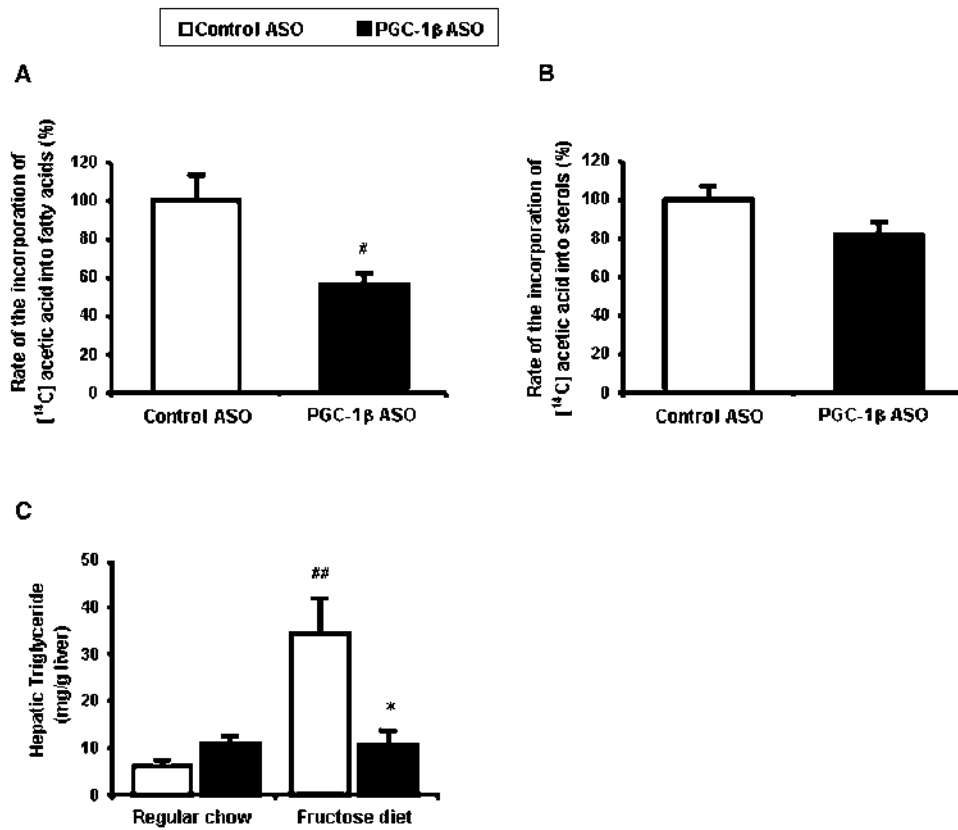 Control ASO PGC-1β ASO
A
Rate of the incorporation of
[¹⁴C] acetic acid into fatty acids (%)
120
100
80
60
40
20
0
#
Control ASO PGC-1β ASO
B
Rate of the incorporation of
[¹⁴C] acetic acid into sterols (%)
120
100
80
60
40
20
0
Control ASO PGC-1β ASO
C
Hepatic Triglyceride
(mg/g liver)
50
40
30
20
10
0
##
*
Regular chow Fructose diet